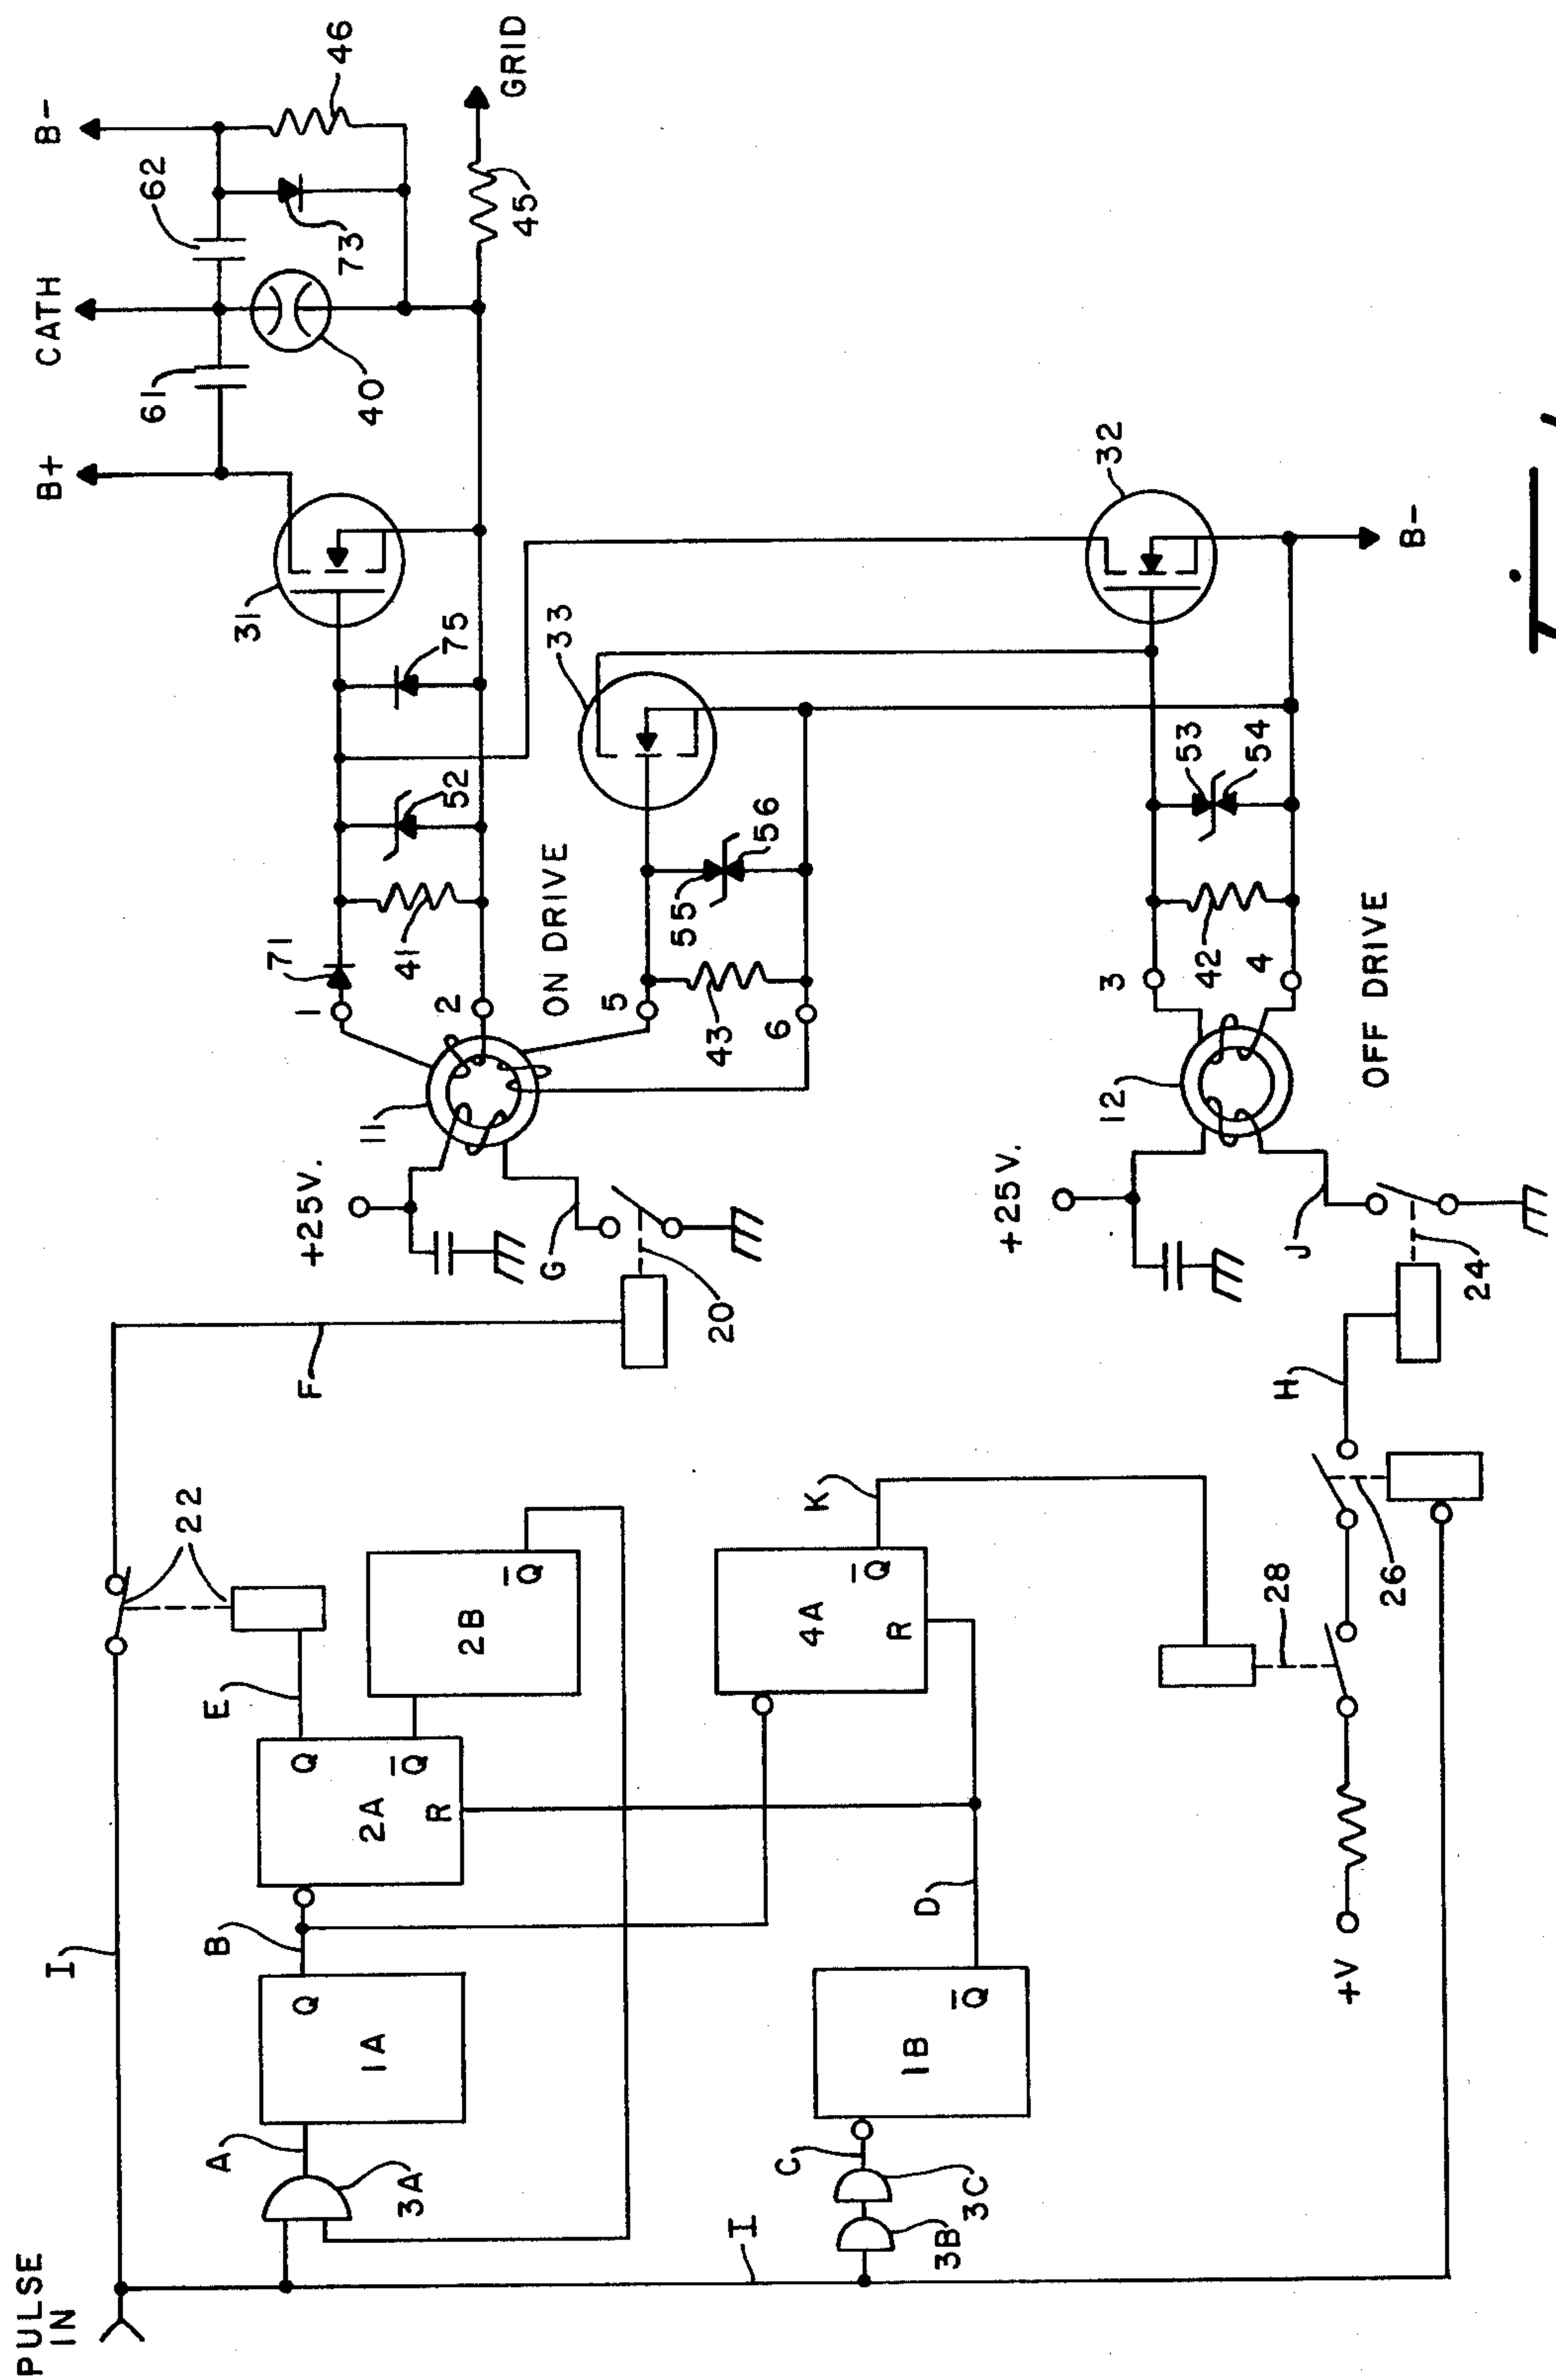 PULSE
IN
I
A
3A
1A
Q
B
2A
Q
Q̅
R
E
22
2B
Q̅
F
I
3B
3C
C
1B
Q̅
D
4A
Q̅
R
K
+V
28
26
H
20
24
+25V.
G
11
+25V.
J
12
1
2
ON DRIVE
5
6
3
4
OFF DRIVE
71
41
52
75
31
43
55
56
33
42
53
54
32
B-
B+
61
CATH
40
62
73
B-
46
45
GRID